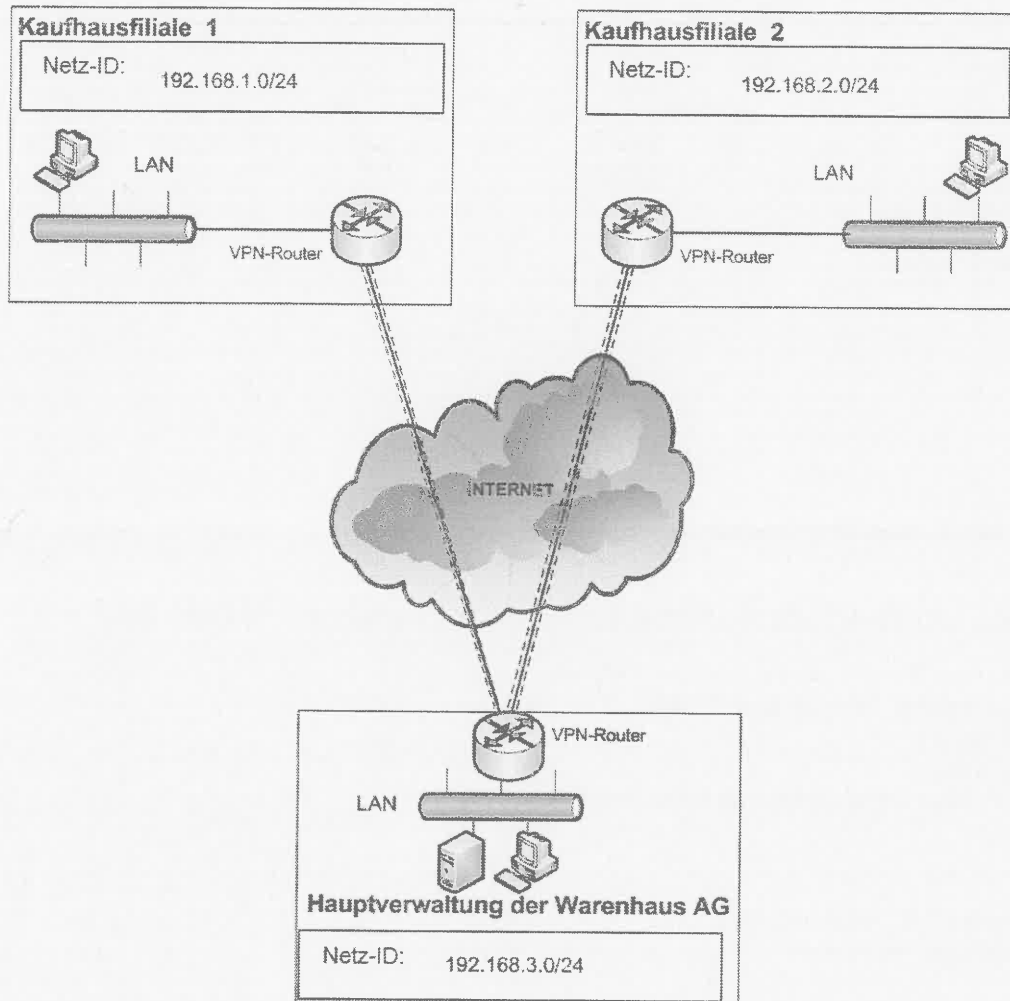 Kaufhausfiliale 1
Netz-ID: 192.168.1.0/24
LAN
VPN-Router
Kaufhausfiliale 2
Netz-ID: 192.168.2.0/24
LAN
VPN-Router
INTERNET
VPN-Router
LAN
Hauptverwaltung der Warenhaus AG
Netz-ID: 192.168.3.0/24